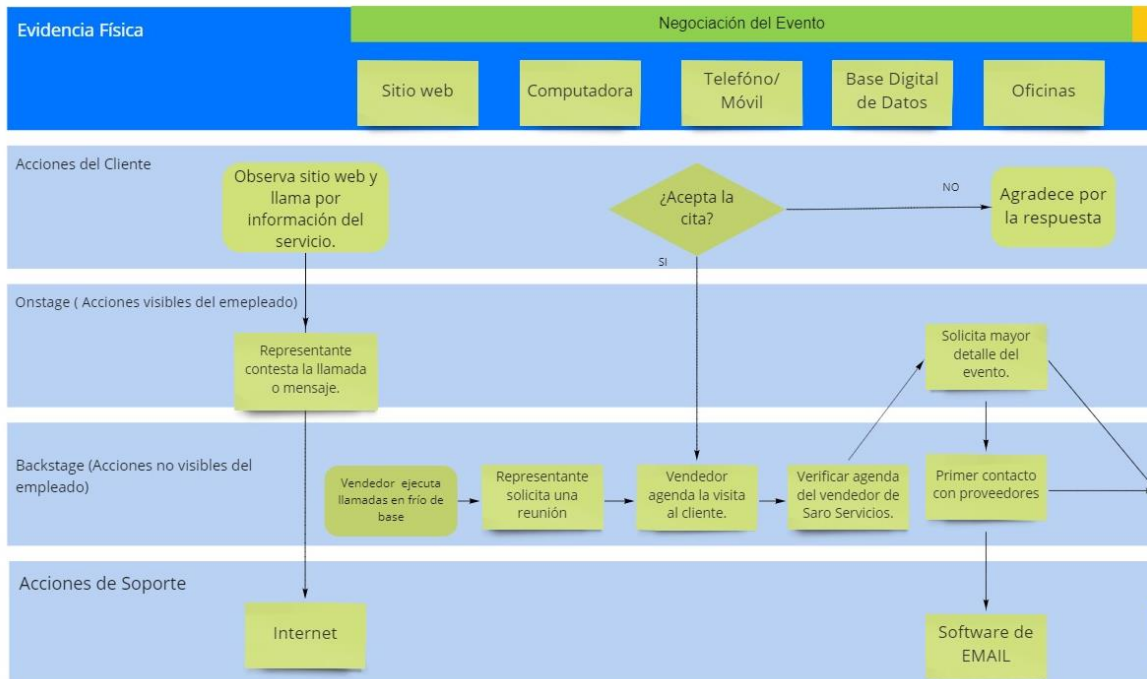 Evidencia Física
Negociación del Evento
Sitio web
Computadora
Telefóno/
Móvil
Base Digital
de Datos
Oficinas
Acciones del Cliente
Observa sitio web y
llama por
información del
servicio.
¿Acepta la
cita?
NO
Agradece por
la respuesta
SI
Onstage ( Acciones visibles del emepleado)
Representante
contesta la llamada
o mensaje.
Solicita mayor
detalle del
evento.
Backstage (Acciones no visibles del
empleado)
Vendedor ejecuta
llamadas en frío de
base
Representante
solicita una
reunión
Vendedor
agenda la visita
al cliente.
Verificar agenda
del vendedor de
Saro Servicios.
Primer contacto
con proveedores
Acciones de Soporte
Internet
Software de
EMAIL